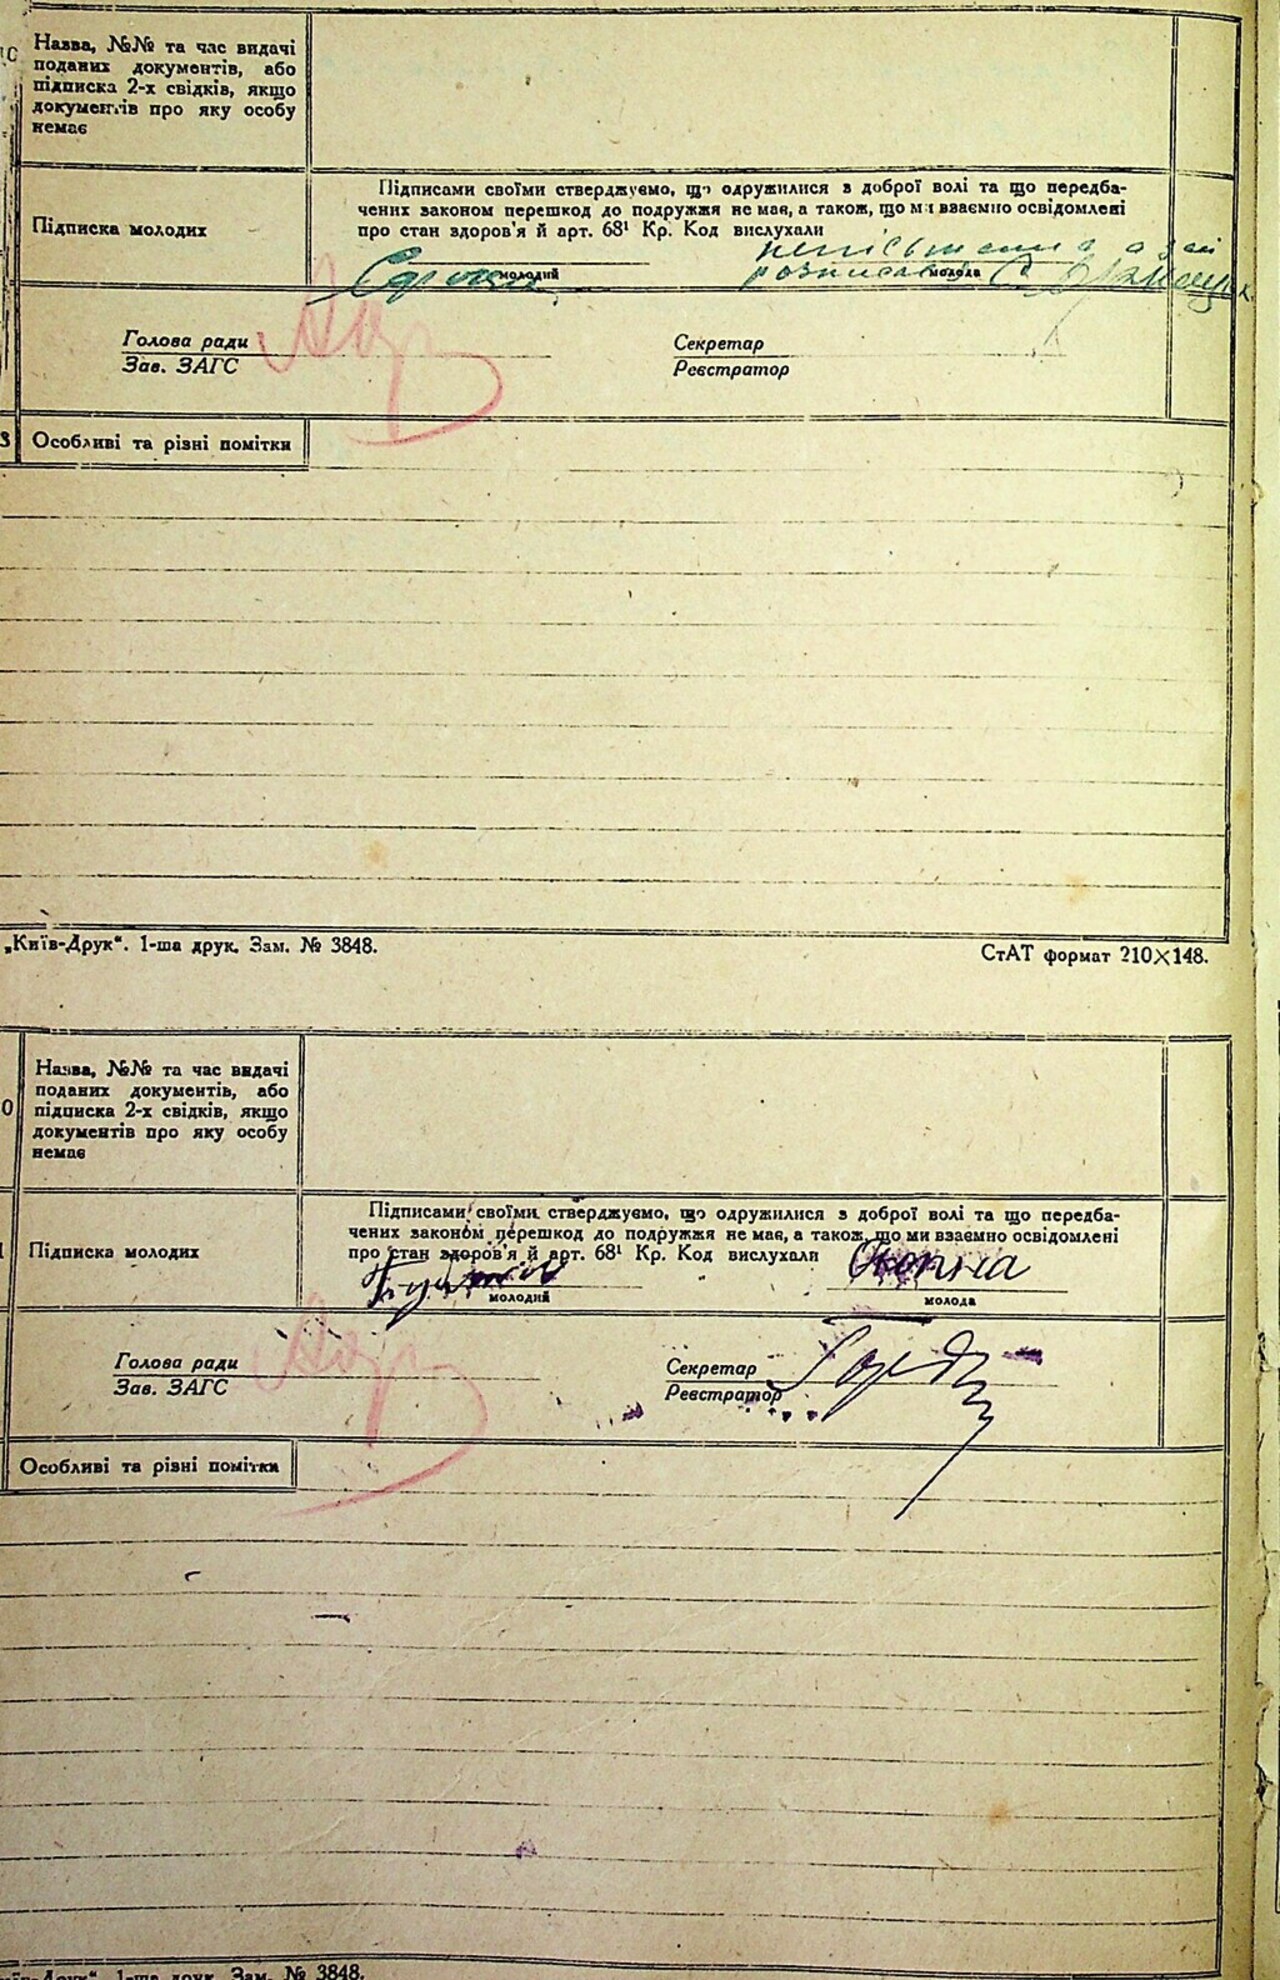 Назва, №№ та час видачі
поданих документів, або
підписка 2-х свідків, якщо
документів про яку особу
немає
Підписка молодих
Підписами своїми стверджуємо, що одружилися з доброї волі та що передба-
чених законом перешкод до подружжя не має, а також, що ми взаємно освідомлені
про стан здоров'я й арт. 68¹ Кр. Код вислухали
молодий
молода
Голова ради
Зав. ЗАГС
Секретар
Реєстратор
Особливі та різні помітки
„Київ-Друк“. 1-ша друк. Зам. № 3848.
СтАТ формат 210×148.
Назва, №№ та час видачі
поданих документів, або
підписка 2-х свідків, якщо
документів про яку особу
немає
Підписка молодих
Підписами своїми стверджуємо, що одружилися з доброї волі та що передба-
чених законом перешкод до подружжя не має, а також, що ми взаємно освідомлені
про стан здоров'я й арт. 68¹ Кр. Код вислухали
молодий
молода
Голова ради
Зав. ЗАГС
Секретар
Реєстратор
Особливі та різні помітки
1-ша друк. Зам. № 3848.